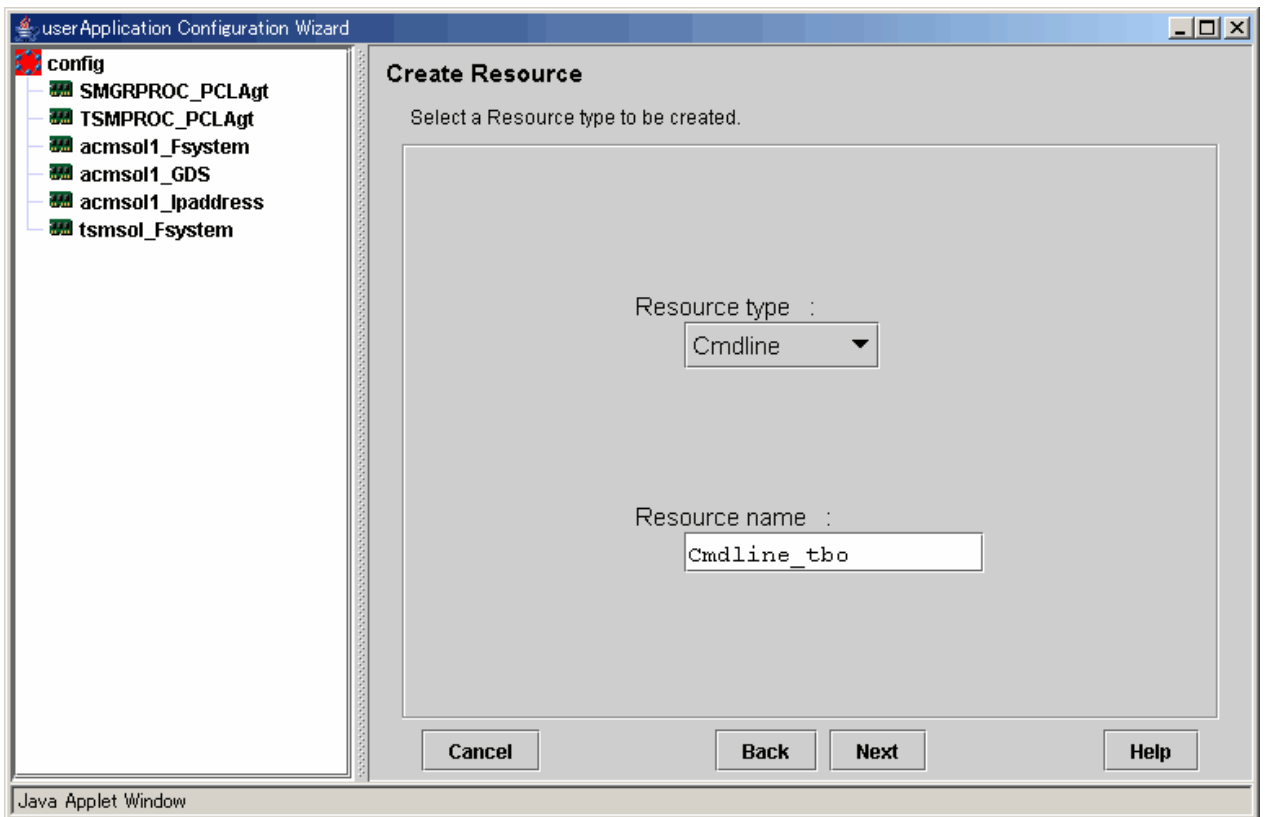 userApplication Configuration Wizard
config
SMGRPROC_PCLAgt
TSMPROC_PCLAgt
acmsol1_Fsystem
acmsol1_GDS
acmsol1_Ipaddress
tsmsol_Fsystem
Create Resource
Select a Resource type to be created.
Resource type :
Cmdline
Resource name :
Cmdline_tbo
Cancel Back Next Help
Java Applet Window